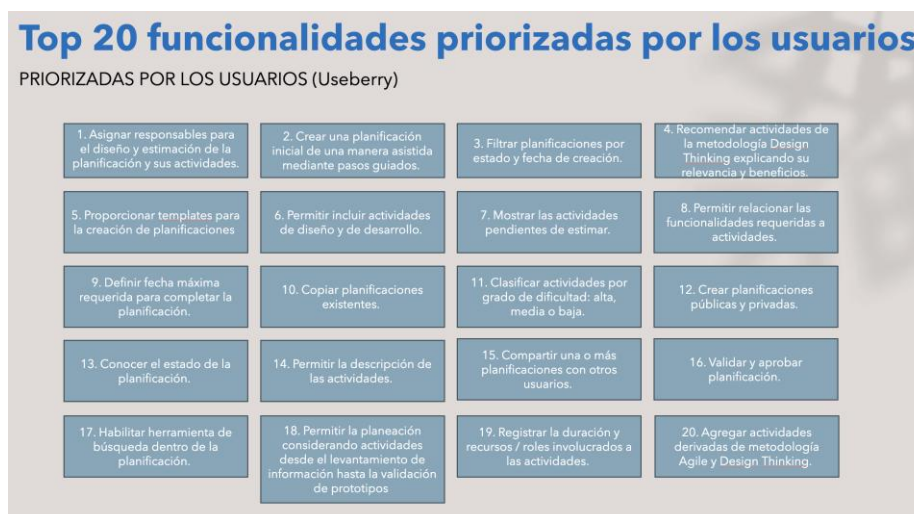 Top 20 funcionalidades priorizadas por los usuarios
PRIORIZADAS POR LOS USUARIOS (Useberry)
1. Asignar responsables para
el diseño y estimación de la
planificación y sus actividades.
2. Crear una planificación
inicial de una manera asistida
mediante pasos guiados.
3. Filtrar planificaciones por
estado y fecha de creación.
4. Recomendar actividades de
la metodología Design
Thinking explicando su
relevancia y beneficios.
5. Proporcionar templates para
la creación de planificaciones
6. Permitir incluir actividades
de diseño y de desarrollo.
7. Mostrar las actividades
pendientes de estimar.
8. Permitir relacionar las
funcionalidades requeridas a
actividades.
9. Definir fecha máxima
requerida para completar la
planificación.
10. Copiar planificaciones
existentes.
11. Clasificar actividades por
grado de dificultad: alta,
media o baja.
12. Crear planificaciones
públicas y privadas.
13. Conocer el estado de la
planificación.
14. Permitir la descripción de
las actividades.
15. Compartir una o más
planificaciones con otros
usuarios.
16. Validar y aprobar
planificación.
17. Habilitar herramienta de
búsqueda dentro de la
planificación.
18. Permitir la planeación
considerando actividades
desde el levantamiento de
información hasta la validación
de prototipos
19. Registrar la duración y
recursos / roles involucrados a
las actividades.
20. Agregar actividades
derivadas de metodología
Agile y Design Thinking.